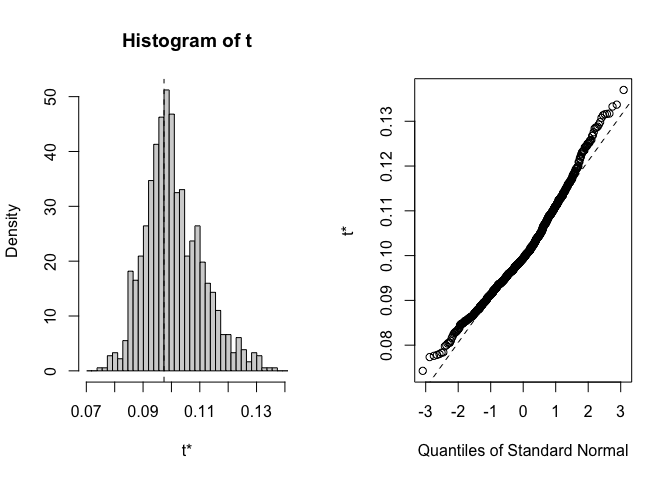 Histogram of t
Density
0
10
20
30
40
50
0.07 0.09 0.11 0.13
t*
t*
0.08
0.09
0.10
0.11
0.12
0.13
-3 -2 -1 0 1 2 3
Quantiles of Standard Normal